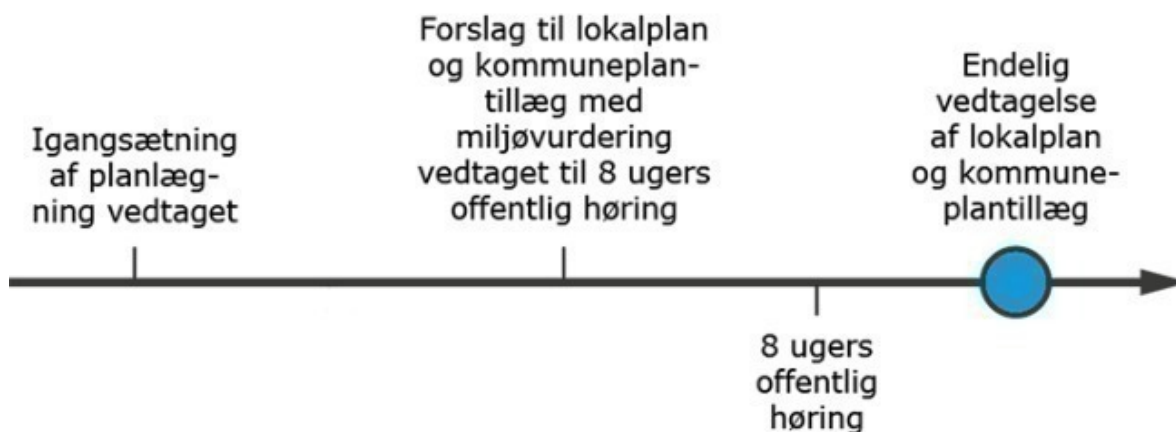 Igangsætning
af planlæg-
ning vedtaget
Forslag til lokalplan
og kommuneplan-
tillæg med
miljøvurdering
vedtaget til 8 ugers
offentlig høring
8 ugers
offentlig
høring
Endelig
vedtagelse
af lokalplan
og kommune-
plantillæg